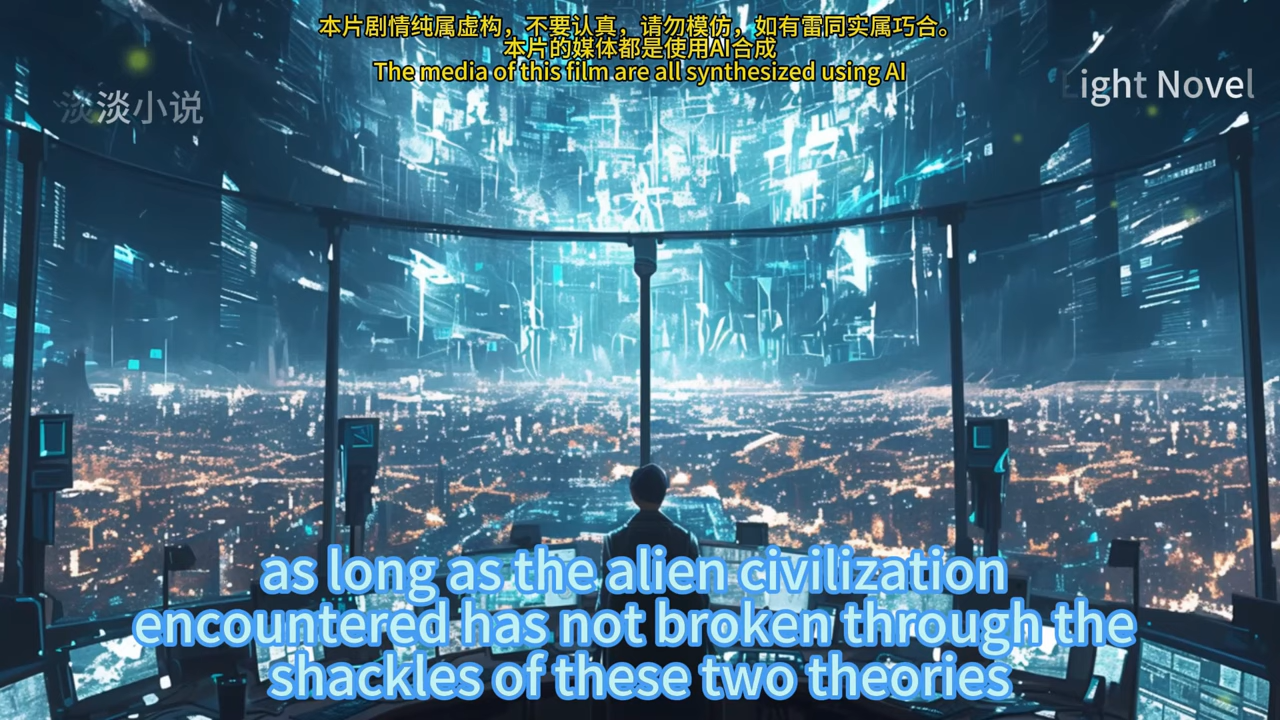 本片剧情纯属虚构，不要认真，请勿模仿，如有雷同实属巧合。
本片的媒体都是使用AI合成
The media of this film are all synthesized using AI
淡淡小说
Light Novel
as long as the alien civilization
encountered has not broken through the
shackles of these two theories